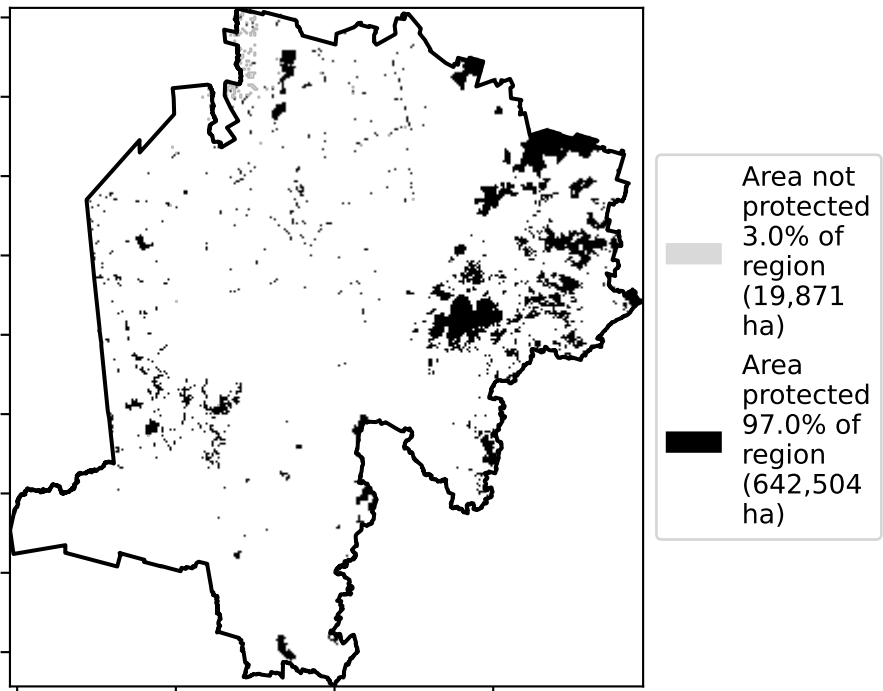 Area not
protected
3.0% of
region
(19,871
ha)
Area
protected
97.0% of
region
(642,504
ha)